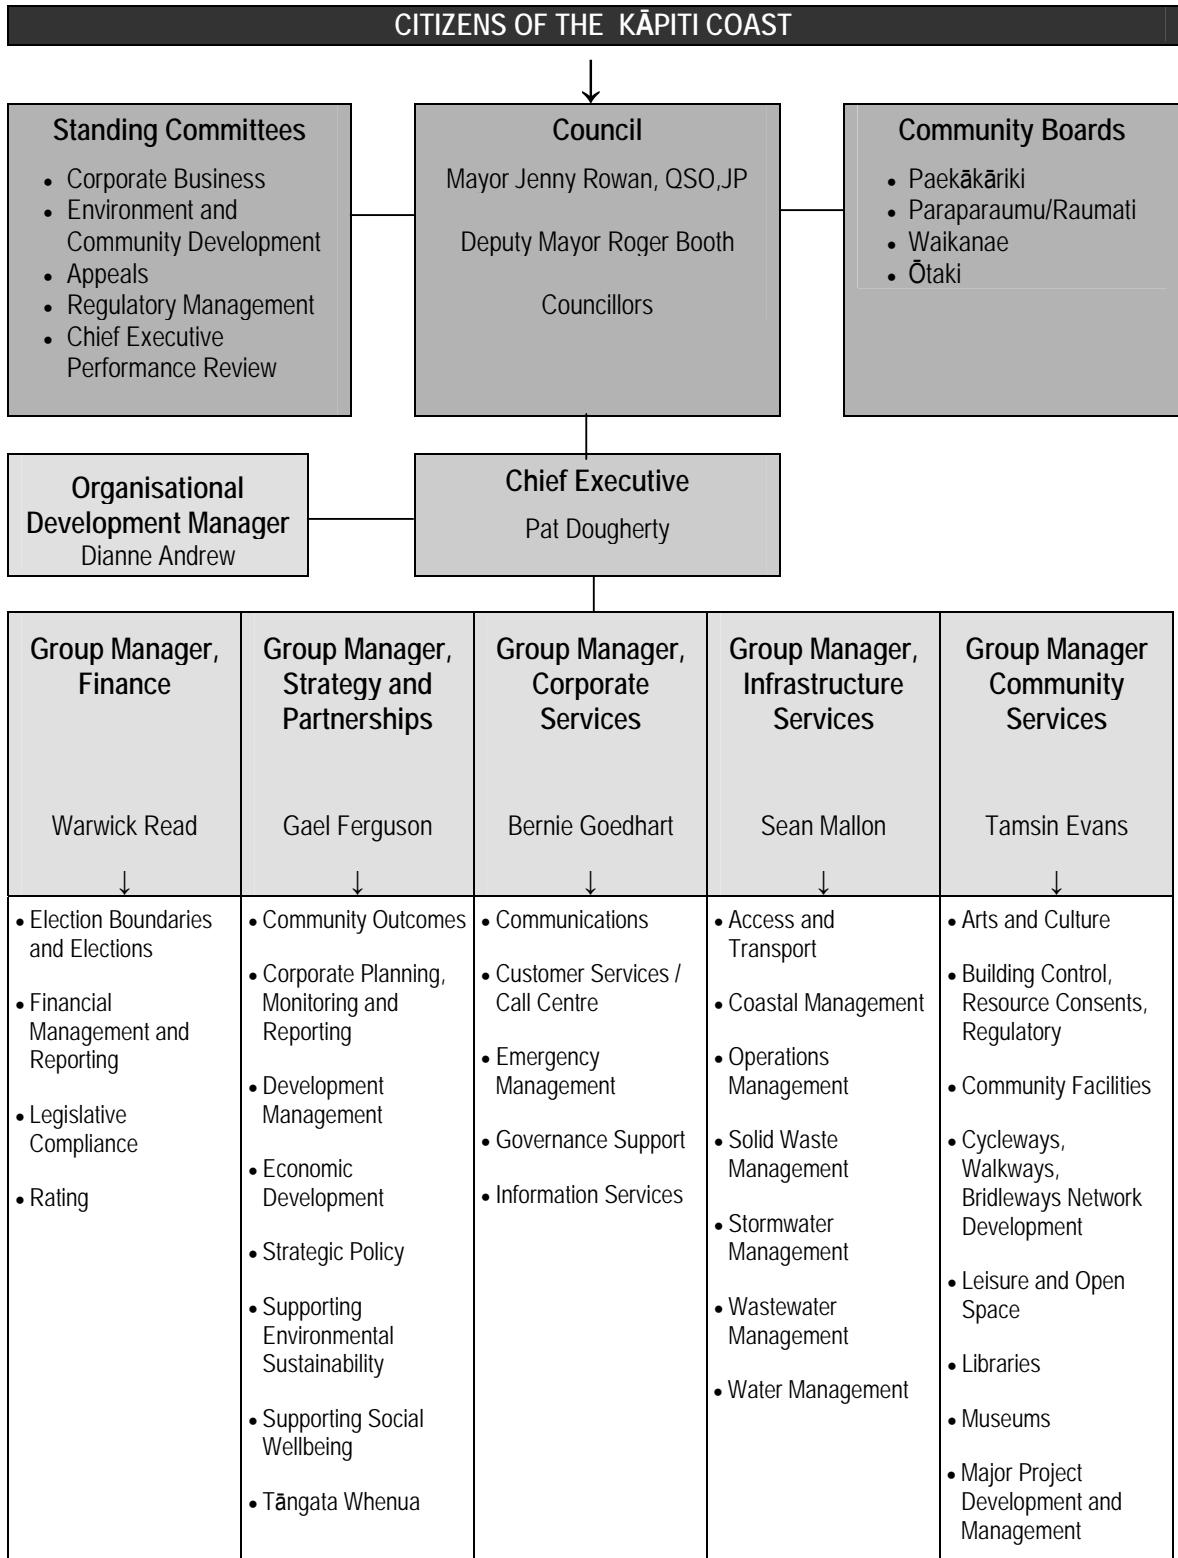 CITIZENS OF THE KĀPITI COAST
Standing Committees
• Corporate Business
• Environment and
Community Development
• Appeals
• Regulatory Management
• Chief Executive
Performance Review
Council
Mayor Jenny Rowan, QSO,JP
Deputy Mayor Roger Booth
Councillors
Community Boards
• Paekākāriki
• Paraparaumu/Raumati
• Waikanae
• Ōtaki
Organisational
Development Manager
Dianne Andrew
Chief Executive
Pat Dougherty
Group Manager,
Finance
Warwick Read
↓
• Election Boundaries
and Elections
• Financial
Management and
Reporting
• Legislative
Compliance
• Rating
Group Manager,
Strategy and
Partnerships
Gael Ferguson
↓
• Community Outcomes
• Corporate Planning,
Monitoring and
Reporting
• Development
Management
• Economic
Development
• Strategic Policy
• Supporting
Environmental
Sustainability
• Supporting Social
Wellbeing
• Tāngata Whenua
Group Manager,
Corporate
Services
Bernie Goedhart
↓
• Communications
• Customer Services /
Call Centre
• Emergency
Management
• Governance Support
• Information Services
Group Manager,
Infrastructure
Services
Sean Mallon
↓
• Access and
Transport
• Coastal Management
• Operations
Management
• Solid Waste
Management
• Stormwater
Management
• Wastewater
Management
• Water Management
Group Manager
Community
Services
Tamsin Evans
↓
• Arts and Culture
• Building Control,
Resource Consents,
Regulatory
• Community Facilities
• Cycleways,
Walkways,
Bridleways Network
Development
• Leisure and Open
Space
• Libraries
• Museums
• Major Project
Development and
Management